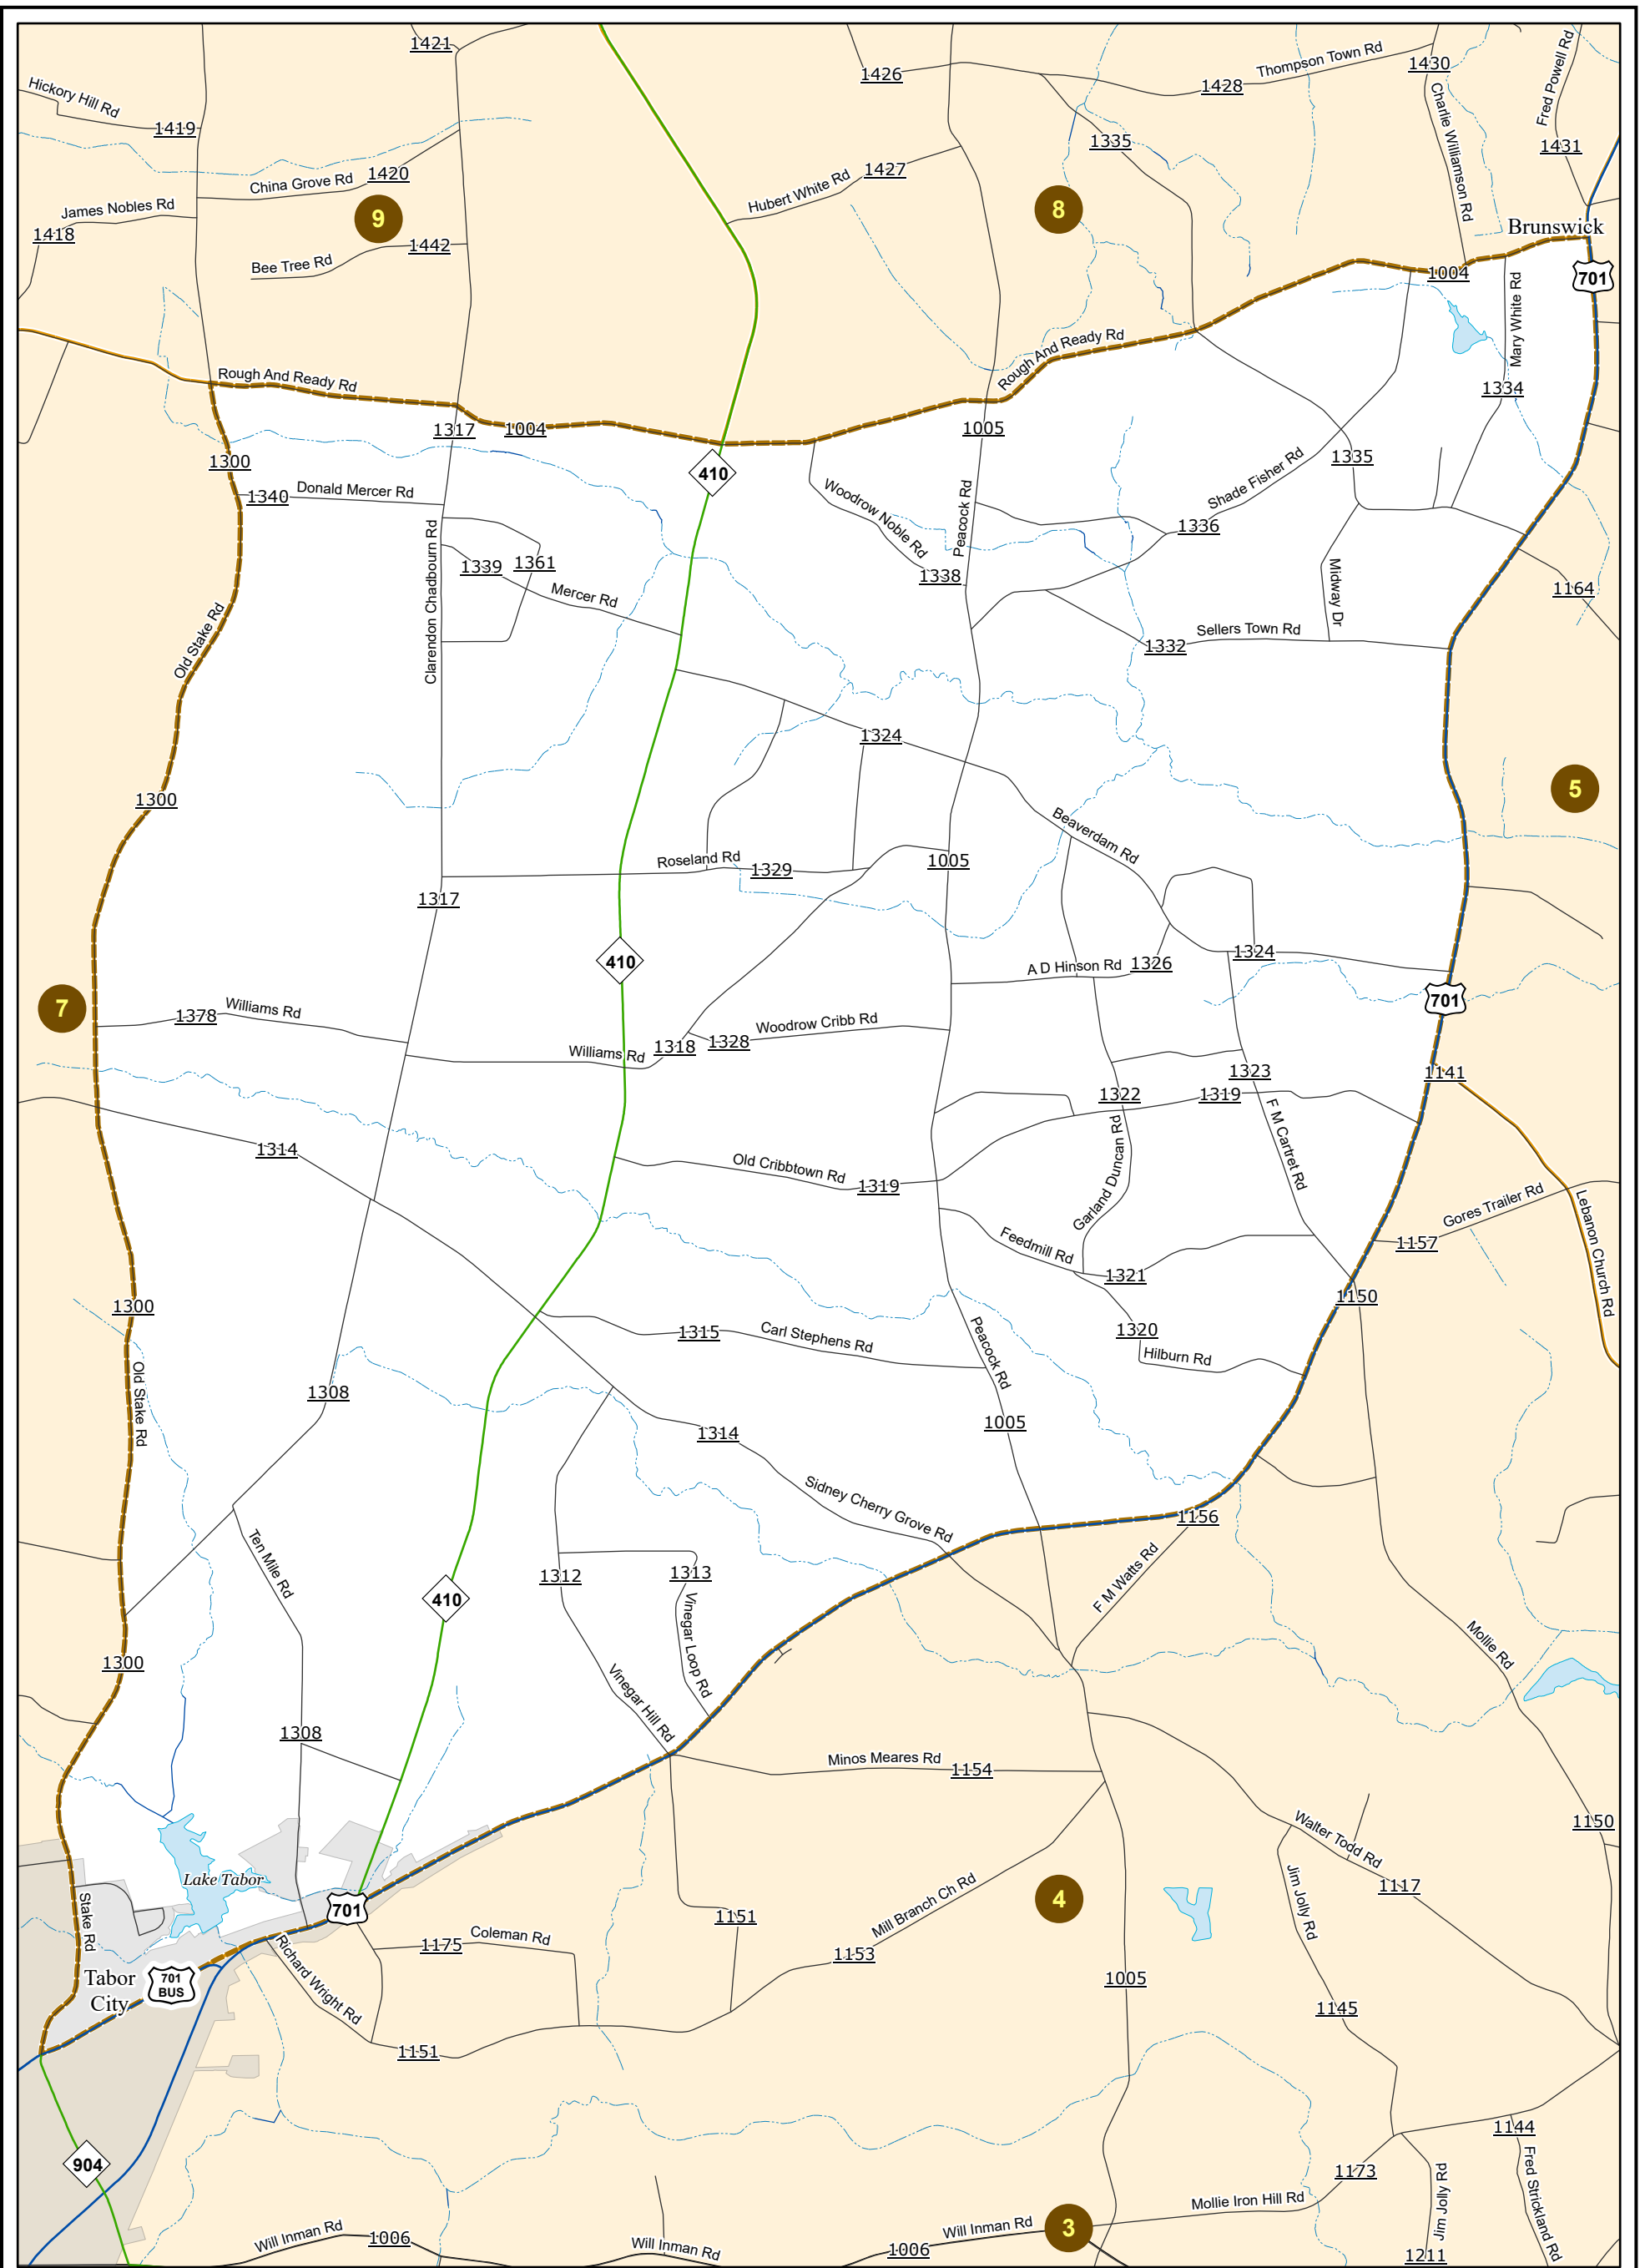 1421
1426
Thompson Town Rd
1430
Fred Powell Rd
Hickory Hill Rd
1428
Charlie Williamson Rd
1419
1335
1431
China Grove Rd
1420
Hubert White Rd
1427
James Nobles Rd
9
8
1418
1442
Bee Tree Rd
Brunswick
1004
701
Mary White Rd
Rough And Ready Rd
Rough And Ready Rd
1334
1317
1004
1005
1300
410
1335
1340
Donald Mercer Rd
Woodrow Noble Rd
Peacock Rd
Shade Fisher Rd
1336
Clarendon Chadbourn Rd
1339
1361
1338
Mercer Rd
Midway Dr
1164
Old Stake Rd
1332
Sellers Town Rd
1324
1300
5
Beaverdam Rd
Roseland Rd
1329
1005
1317
410
1324
A D Hinson Rd
1326
7
701
1378
Williams Rd
Williams Rd
1318
1328
Woodrow Cribb Rd
1323
1141
1322
1319
F M Cartret Rd
1314
Old Cribbtown Rd
1319
Garland Duncan Rd
Gores Trailer Rd
Lebanon Church Rd
Feedmill Rd
1157
1321
1300
1150
1315
Carl Stephens Rd
Peacock Rd
1320
Hilburn Rd
Old Stake Rd
1308
1005
1314
Sidney Cherry Grove Rd
1156
Ten Mile Rd
410
1312
1313
F M Watts Rd
Vinegar Loop Rd
Mollie Rd
1300
Vinegar Hill Rd
1308
Minos Meares Rd
1154
1150
Walter Todd Rd
Lake Tabor
Jim Jolly Rd
1117
4
701
Stake Rd
1151
Mill Branch Ch Rd
Coleman Rd
1175
1153
Richard Wright Rd
Tabor
City
701
BUS
1005
1145
1151
1144
904
1173
Fred Strickland Rd
Jim Jolly Rd
Mollie Iron Hill Rd
3
Will Inman Rd
1006
Will Inman Rd
1006
Will Inman Rd
1211